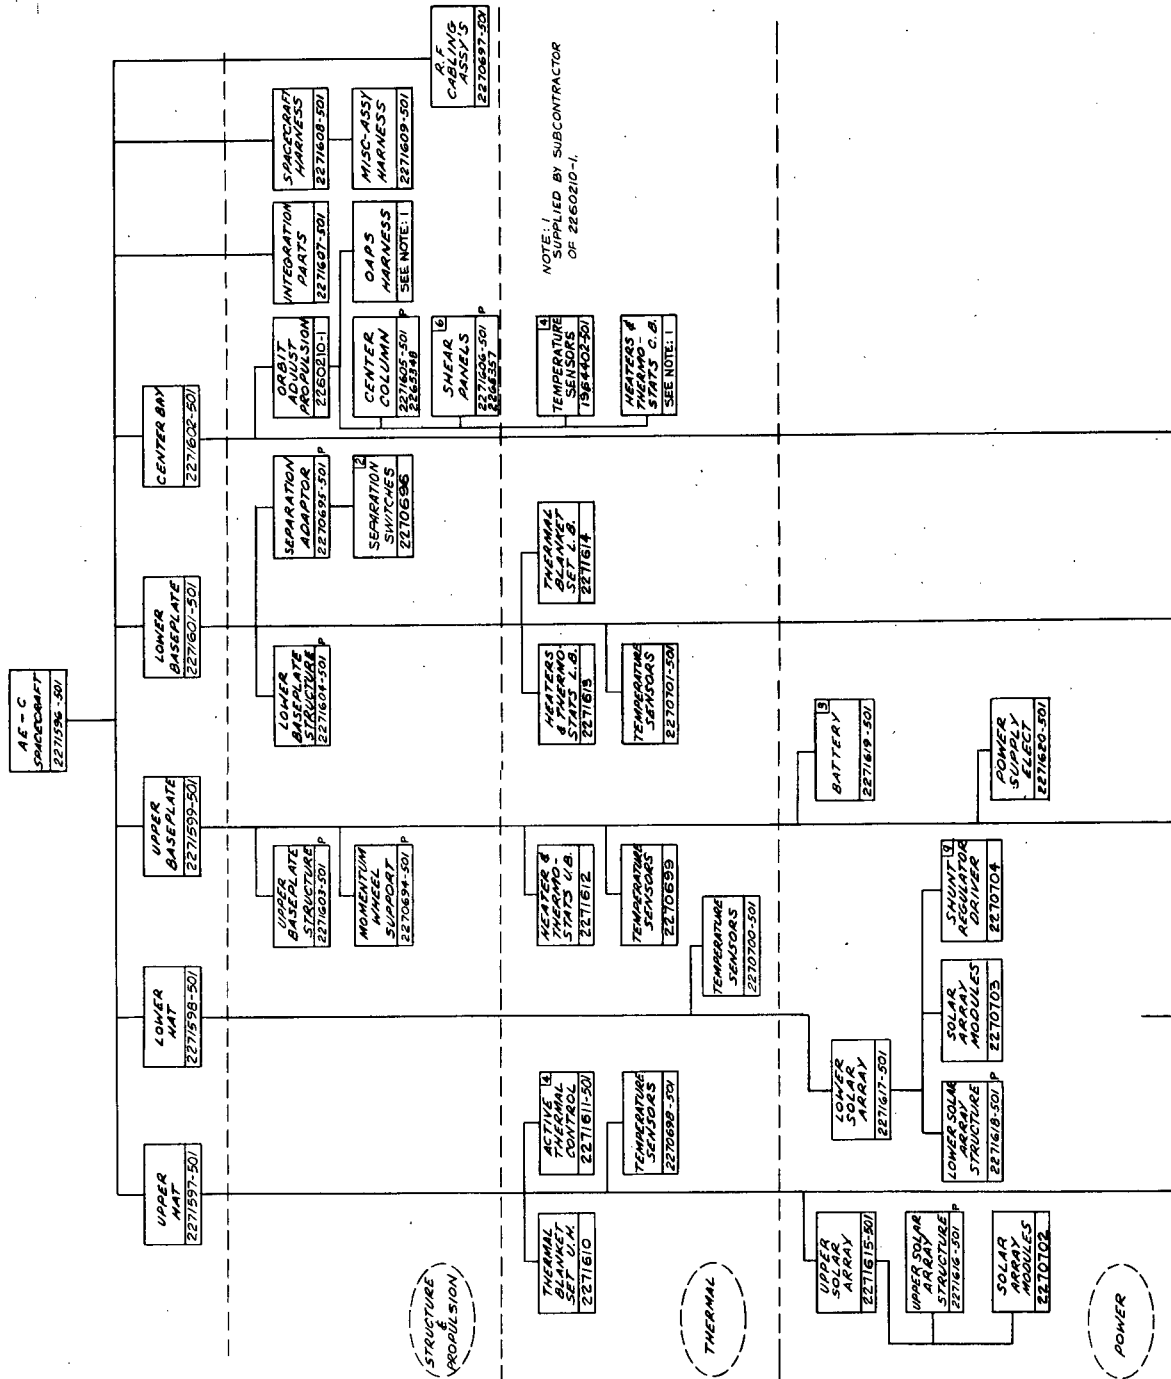 AE-C
SPACECRAFT
2271596-501
UPPER
HAT
2271597-501
LOWER
HAT
2271598-501
UPPER
BASEPLATE
2271599-501
LOWER
BASEPLATE
2271601-501
CENTER BAY
2271602-501
STRUCTURE
&
PROPULSION
UPPER
BASEPLATE
STRUCTURE
2271603-501 P
MOMENTUM
WHEEL
SUPPORT
2270694-501 P
LOWER
BASEPLATE
STRUCTURE
2271604-501 P
SEPARATION
ADAPTOR
2270695-501 P
2
SEPARATION
SWITCHES
2270696
ORBIT
ADJUST
PROPULSION
2260210-1
CENTER
COLUMN
2271605-501 P
2265348
6
SHEAR
PANELS
2271606-501 P
2265357
INTEGRATION
PARTS
2271607-501
OAPS
HARNESS
SEE NOTE: 1
SPACECRAFT
HARNESS
2271608-501
MISC-ASSY
HARNESS
2271609-501
R.F
CABLING
ASSY'S
2270697-501
THERMAL
THERMAL
BLANKET
SET U.H.
2271610
4
ACTIVE
THERMAL
CONTROL
2271611-501
TEMPERATURE
SENSORS
2270698-501
TEMPERATURE
SENSORS
2270700-501
HEATER &
THERMO-
STATS U.B.
2271612
TEMPERATURE
SENSORS
2270699
HEATERS
& THERMO-
STATS L.B.
2271613
TEMPERATURE
SENSORS
2270701-501
THERMAL
BLANKET
SET L.B.
2271614
4
TEMPERATURE
SENSORS
1964402-501
HEATERS &
THERMO-
STATS C.B.
SEE NOTE: 1
NOTE: 1
SUPPLIED BY SUBCONTRACTOR
OF 2260210-1.
POWER
UPPER
SOLAR
ARRAY
2271615-501
UPPER SOLAR
ARRAY
STRUCTURE
2271616-501 P
SOLAR
ARRAY
MODULES
2270702
LOWER
SOLAR
ARRAY
2271617-501
LOWER SOLAR
ARRAY
STRUCTURE
2271618-501 P
SOLAR
ARRAY
MODULES
2270703
9
SHUNT
REGULATOR
DRIVER
2270704
3
BATTERY
2271619-501
POWER
SUPPLY
ELECT
2271620-501